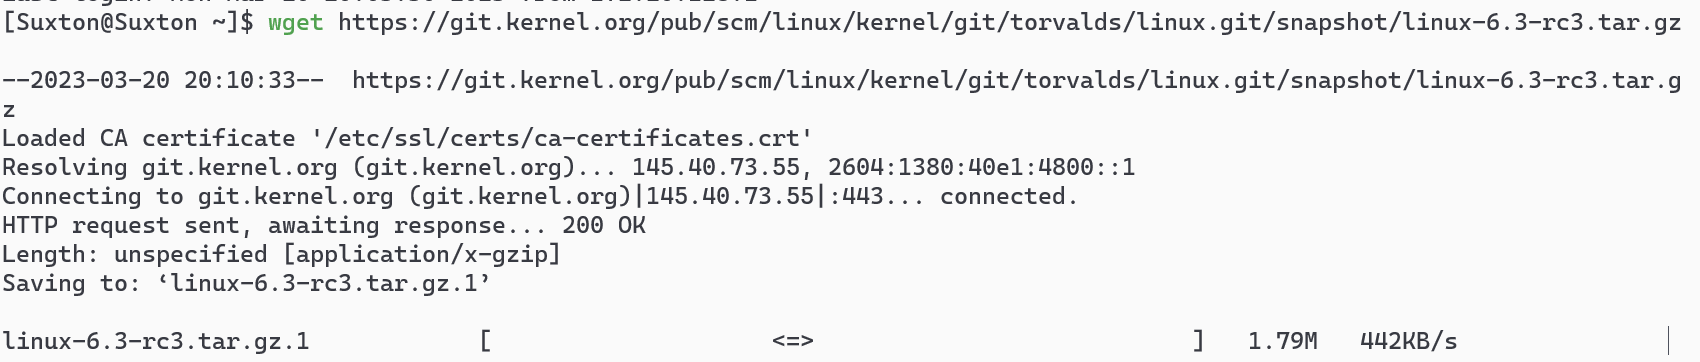 [Suxton@Suxton ~]$ wget https://git.kernel.org/pub/scm/linux/kernel/git/torvalds/linux.git/snapshot/linux-6.3-rc3.tar.gz
--2023-03-20 20:10:33--  https://git.kernel.org/pub/scm/linux/kernel/git/torvalds/linux.git/snapshot/linux-6.3-rc3.tar.g
z
Loaded CA certificate '/etc/ssl/certs/ca-certificates.crt'
Resolving git.kernel.org (git.kernel.org)... 145.40.73.55, 2604:1380:40e1:4800::1
Connecting to git.kernel.org (git.kernel.org)|145.40.73.55|:443... connected.
HTTP request sent, awaiting response... 200 OK
Length: unspecified [application/x-gzip]
Saving to: ‘linux-6.3-rc3.tar.gz.1’
linux-6.3-rc3.tar.gz.1            [                    <=>                           ]   1.79M   442KB/s